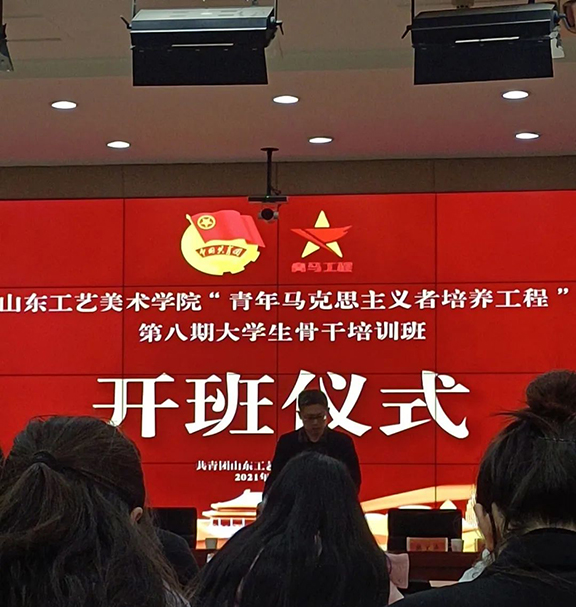 中国共青团
青马工程
山东工艺美术学院“青年马克思主义者培养工程”
第八期大学生骨干培训班
开班仪式
共青团山东工艺
2021年